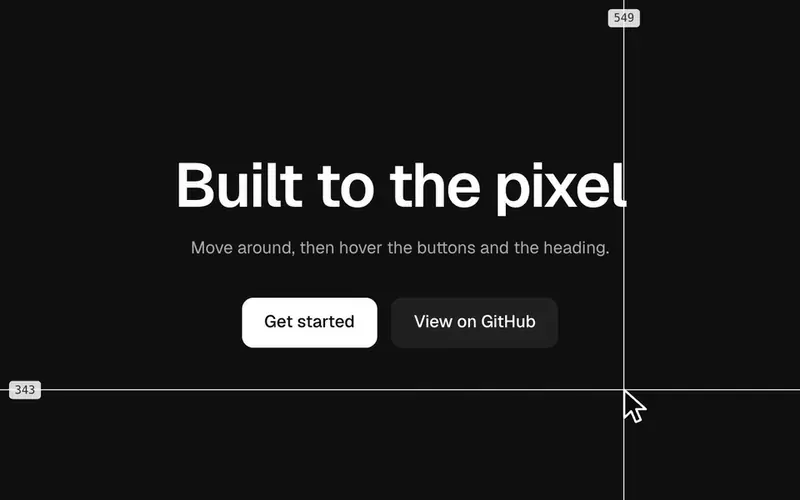 549
Built to the pixel
Move around, then hover the buttons and the heading.
Get started
View on GitHub
343